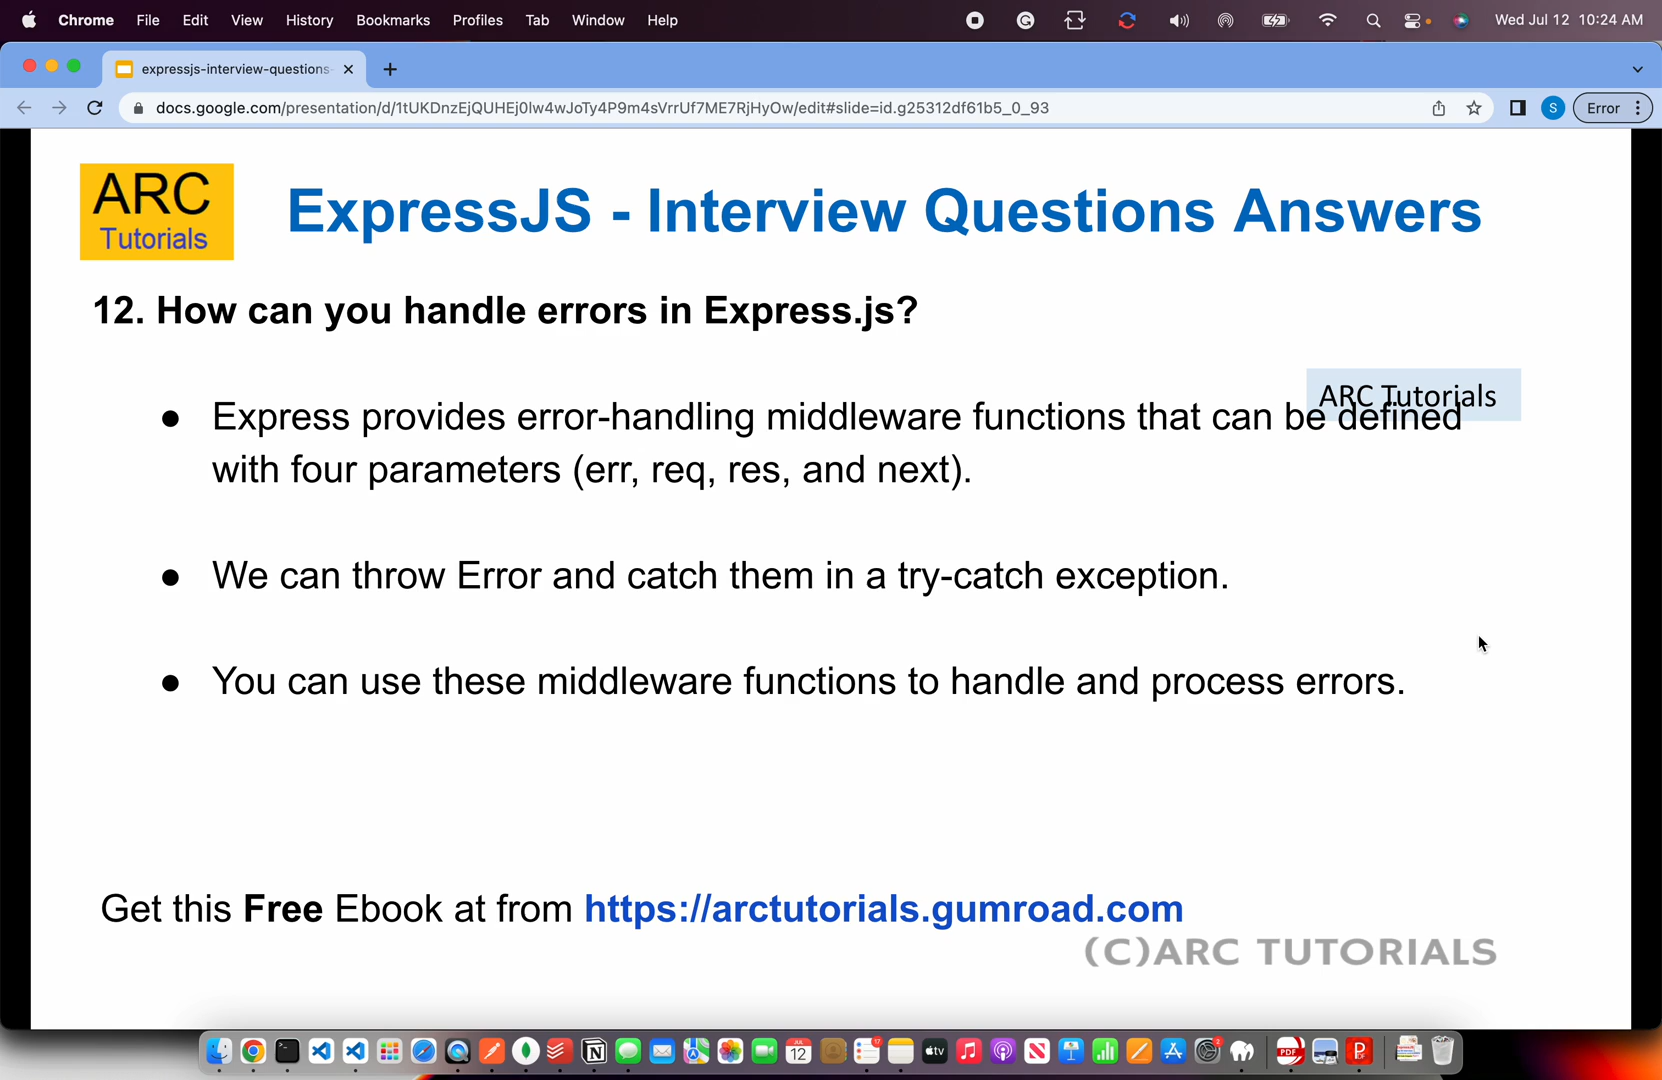 Chrome File Edit View History Bookmarks Profiles Tab Window Help Wed Jul 12 10:24 AM
expressjs-interview-questions
docs.google.com/presentation/d/1tUKDnzEjQUHEj0lw4wJoTy4P9m4sVrrUf7ME7RjHyOw/edit#slide=id.g25312df61b5_0_93 S Error
ARC
Tutorials
ExpressJS - Interview Questions Answers
12. How can you handle errors in Express.js?
ARC Tutorials
● Express provides error-handling middleware functions that can be defined
with four parameters (err, req, res, and next).
● We can throw Error and catch them in a try-catch exception.
● You can use these middleware functions to handle and process errors.
Get this Free Ebook at from https://arctutorials.gumroad.com
(C)ARC TUTORIALS